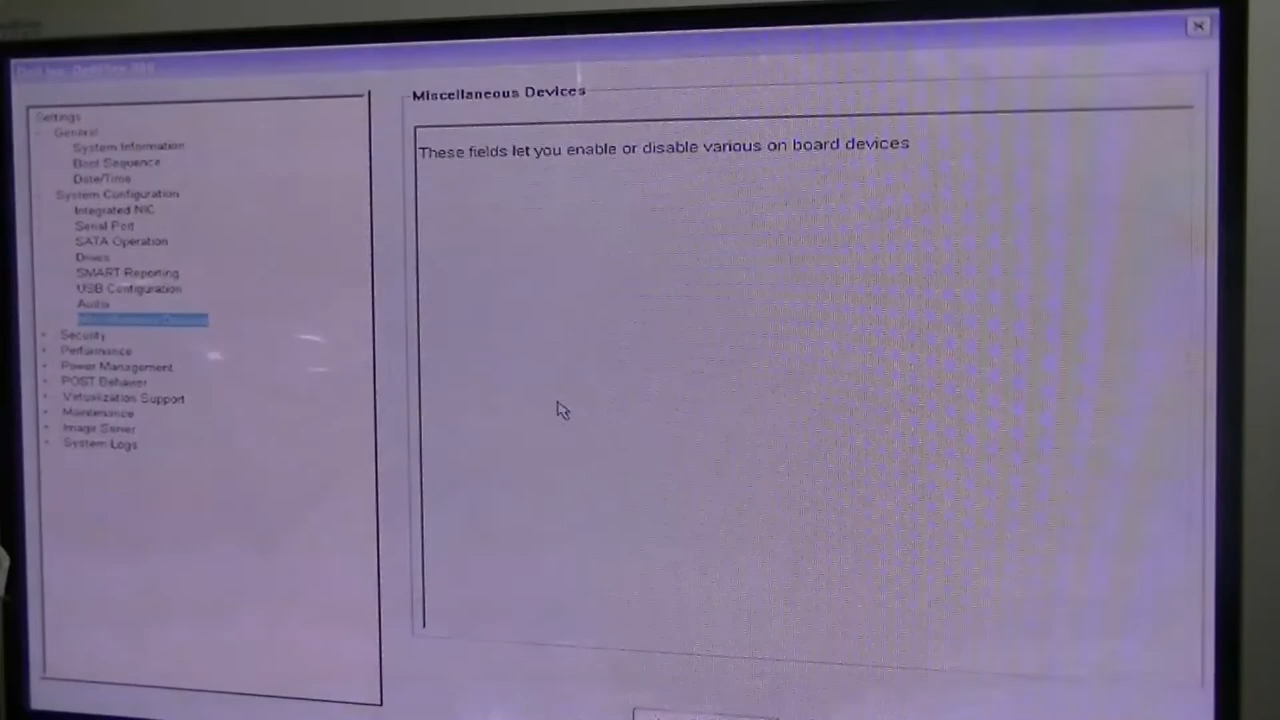 Settings
General
System Information
Boot Sequence
Date/Time
System Configuration
Integrated NIC
Serial Port
SATA Operation
Drives
SMART Reporting
USB Configuration
Audio
Security
Performance
Power Management
POST Behavior
Virtualization Support
Maintenance
Image Server
System Logs
Miscellaneous Devices
These fields let you enable or disable various on board devices